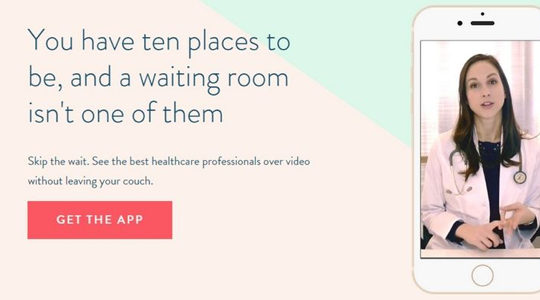 You have ten places to
be, and a waiting room
isn't one of them
Skip the wait. See the best healthcare professionals over video
without leaving your couch.
GET THE APP